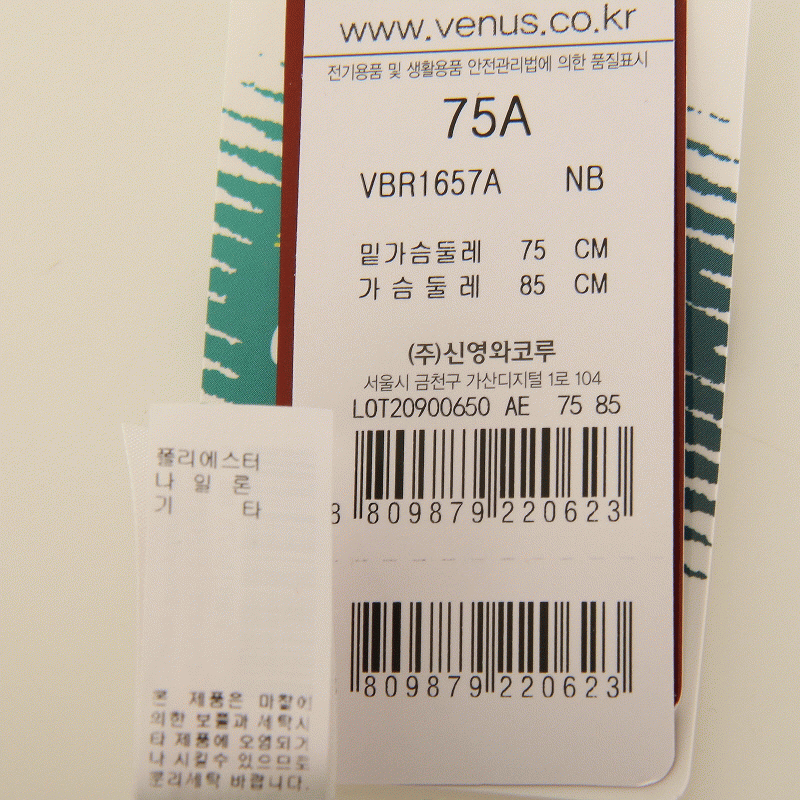 www.venus.co.kr
전기용품 및 생활용품 안전관리법에 의한 품질표시
75A
VBR1657A NB
밑가슴둘레 75 CM
가슴둘레 85 CM
(주)신영와코루
서울시 금천구 가산디지털 1로 104
LOT20900650 AE 75 85
8 809879 220623
8 809879 220623
폴리에스터
나일론
기타
본 제품은 마찰에
의한 보풀과 세탁시
타 제품에 오염되거
나 시킬수 있으므로
분리세탁 바랍니다.